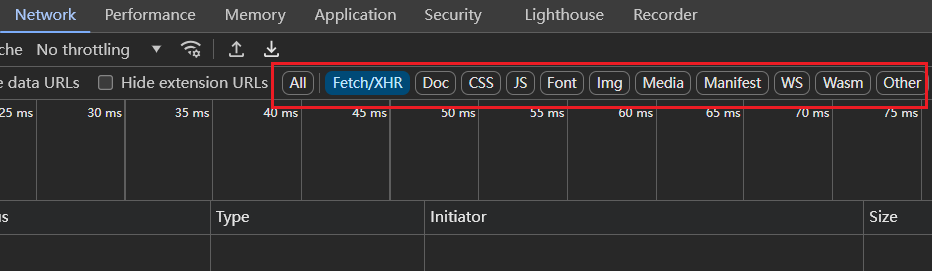 Network Performance Memory Application Security Lighthouse Recorder
che No throttling
e data URLs Hide extension URLs All Fetch/XHR Doc CSS JS Font Img Media Manifest WS Wasm Other
25 ms 30 ms 35 ms 40 ms 45 ms 50 ms 55 ms 60 ms 65 ms 70 ms 75 ms
us Type Initiator Size